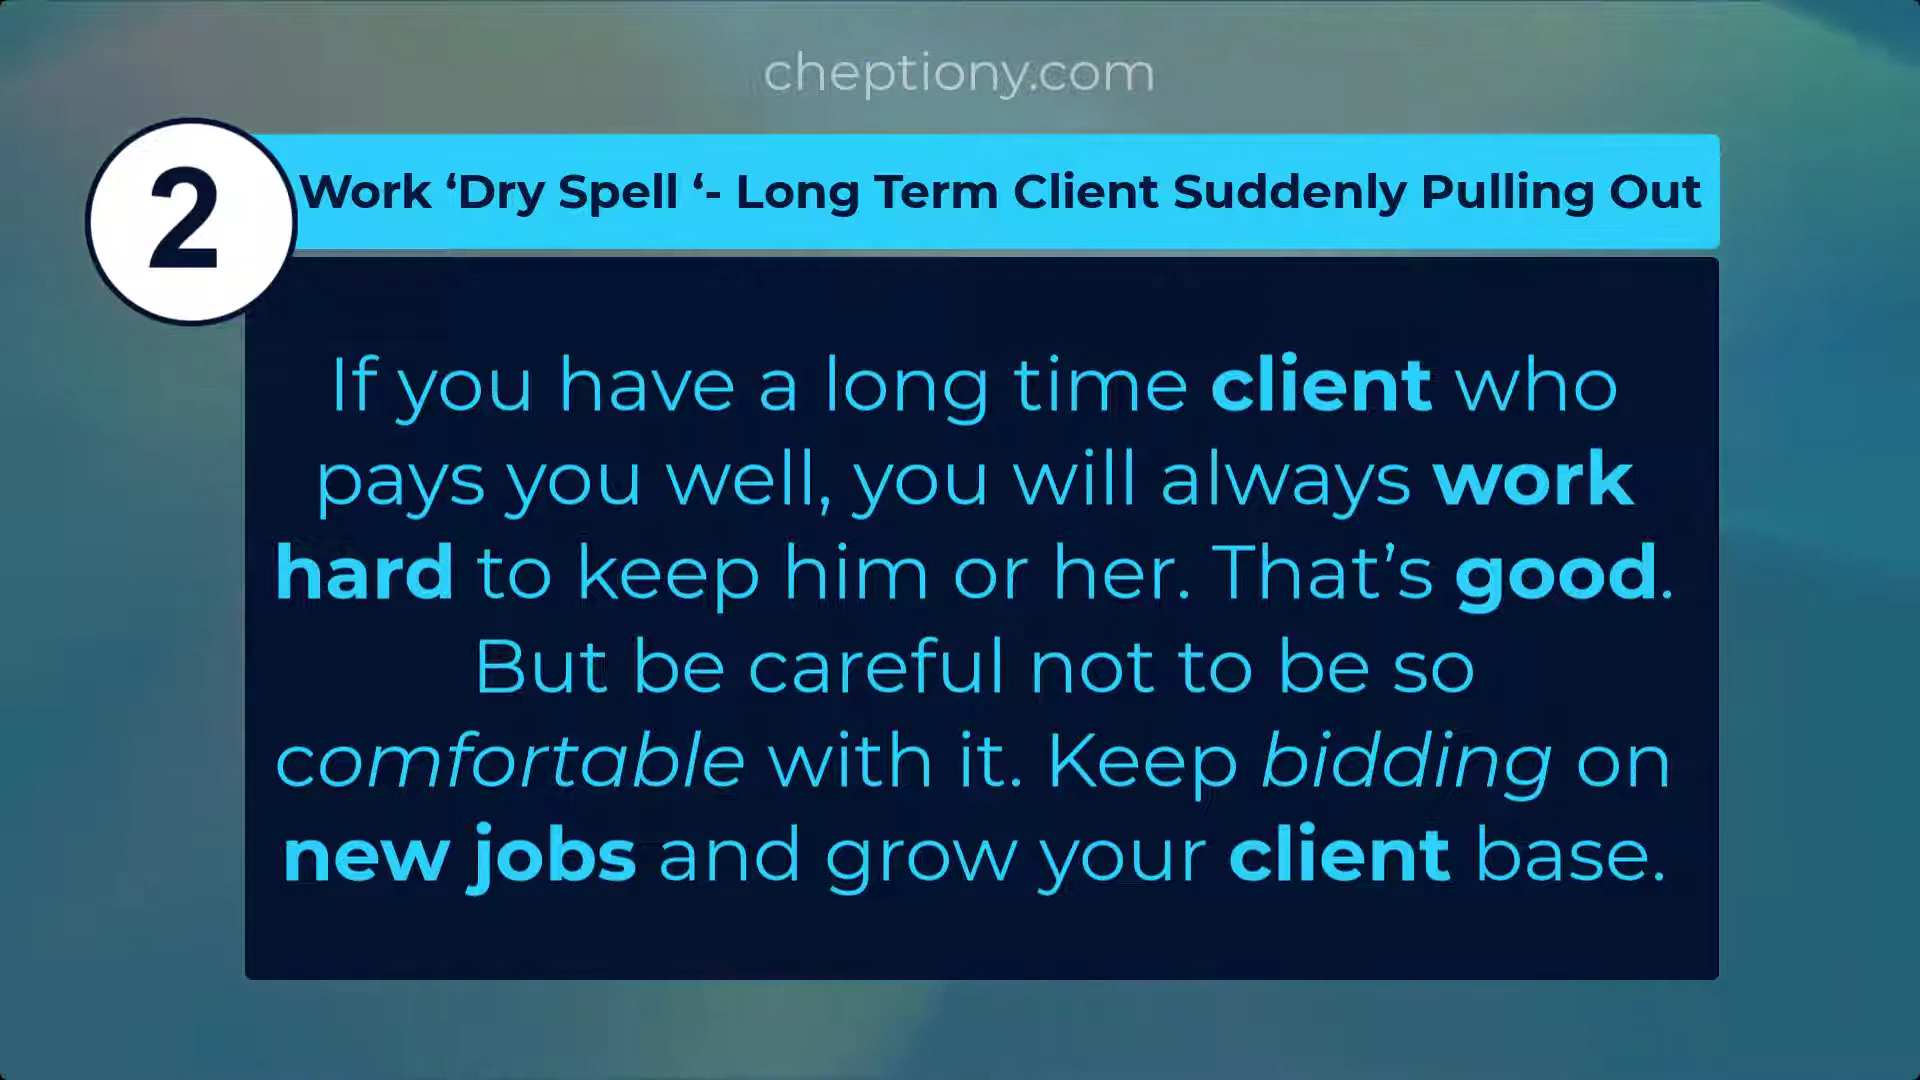 cheptiony.com
2
Work ‘Dry Spell ‘- Long Term Client Suddenly Pulling Out
If you have a long time client who
pays you well, you will always work
hard to keep him or her. That’s good.
But be careful not to be so
comfortable with it. Keep bidding on
new jobs and grow your client base.